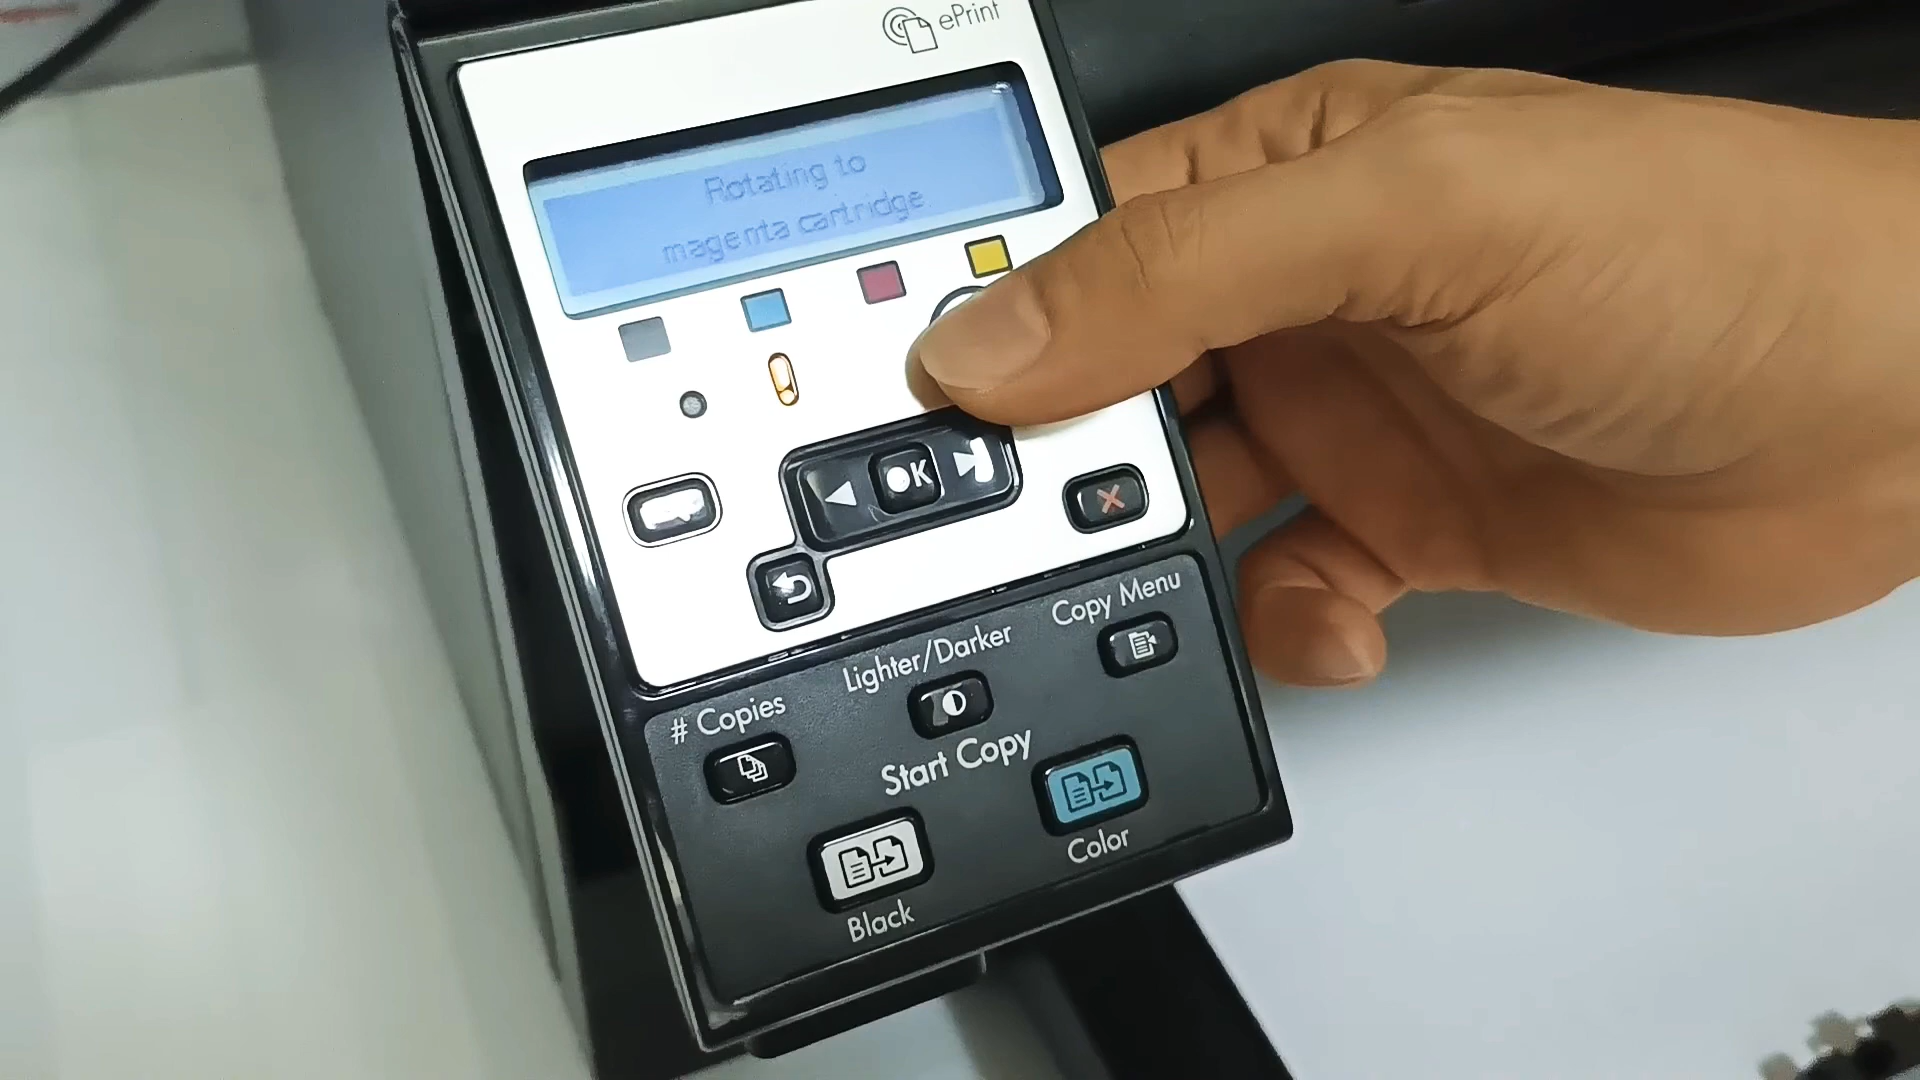 ePrint
Rotating to
magenta cartridge
OK
Copy Menu
Lighter/Darker
# Copies
Start Copy
Color
Black